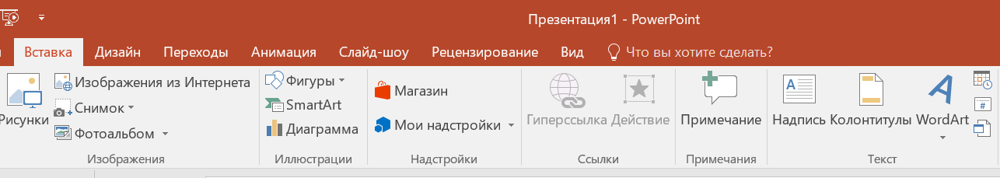 Презентация1 - PowerPoint
Вставка Дизайн Переходы Анимация Слайд-шоу Рецензирование Вид Что вы хотите сделать?
Рисунки
Изображения из Интернета
Снимок
Фотоальбом
Изображения
Фигуры
SmartArt
Диаграмма
Иллюстрации
Магазин
Мои надстройки
Надстройки
Гиперссылка Действие
Ссылки
Примечание
Примечания
Надпись Колонтитулы WordArt
#
Текст